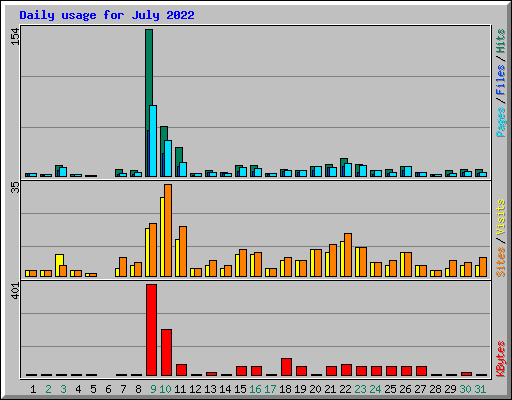 Daily usage for July 2022
154
Pages / Files / Hits
35
Sites / Visits
401
KBytes
1 2 3 4 5 6 7 8 9 10 11 12 13 14 15 16 17 18 19 20 21 22 23 24 25 26 27 28 29 30 31